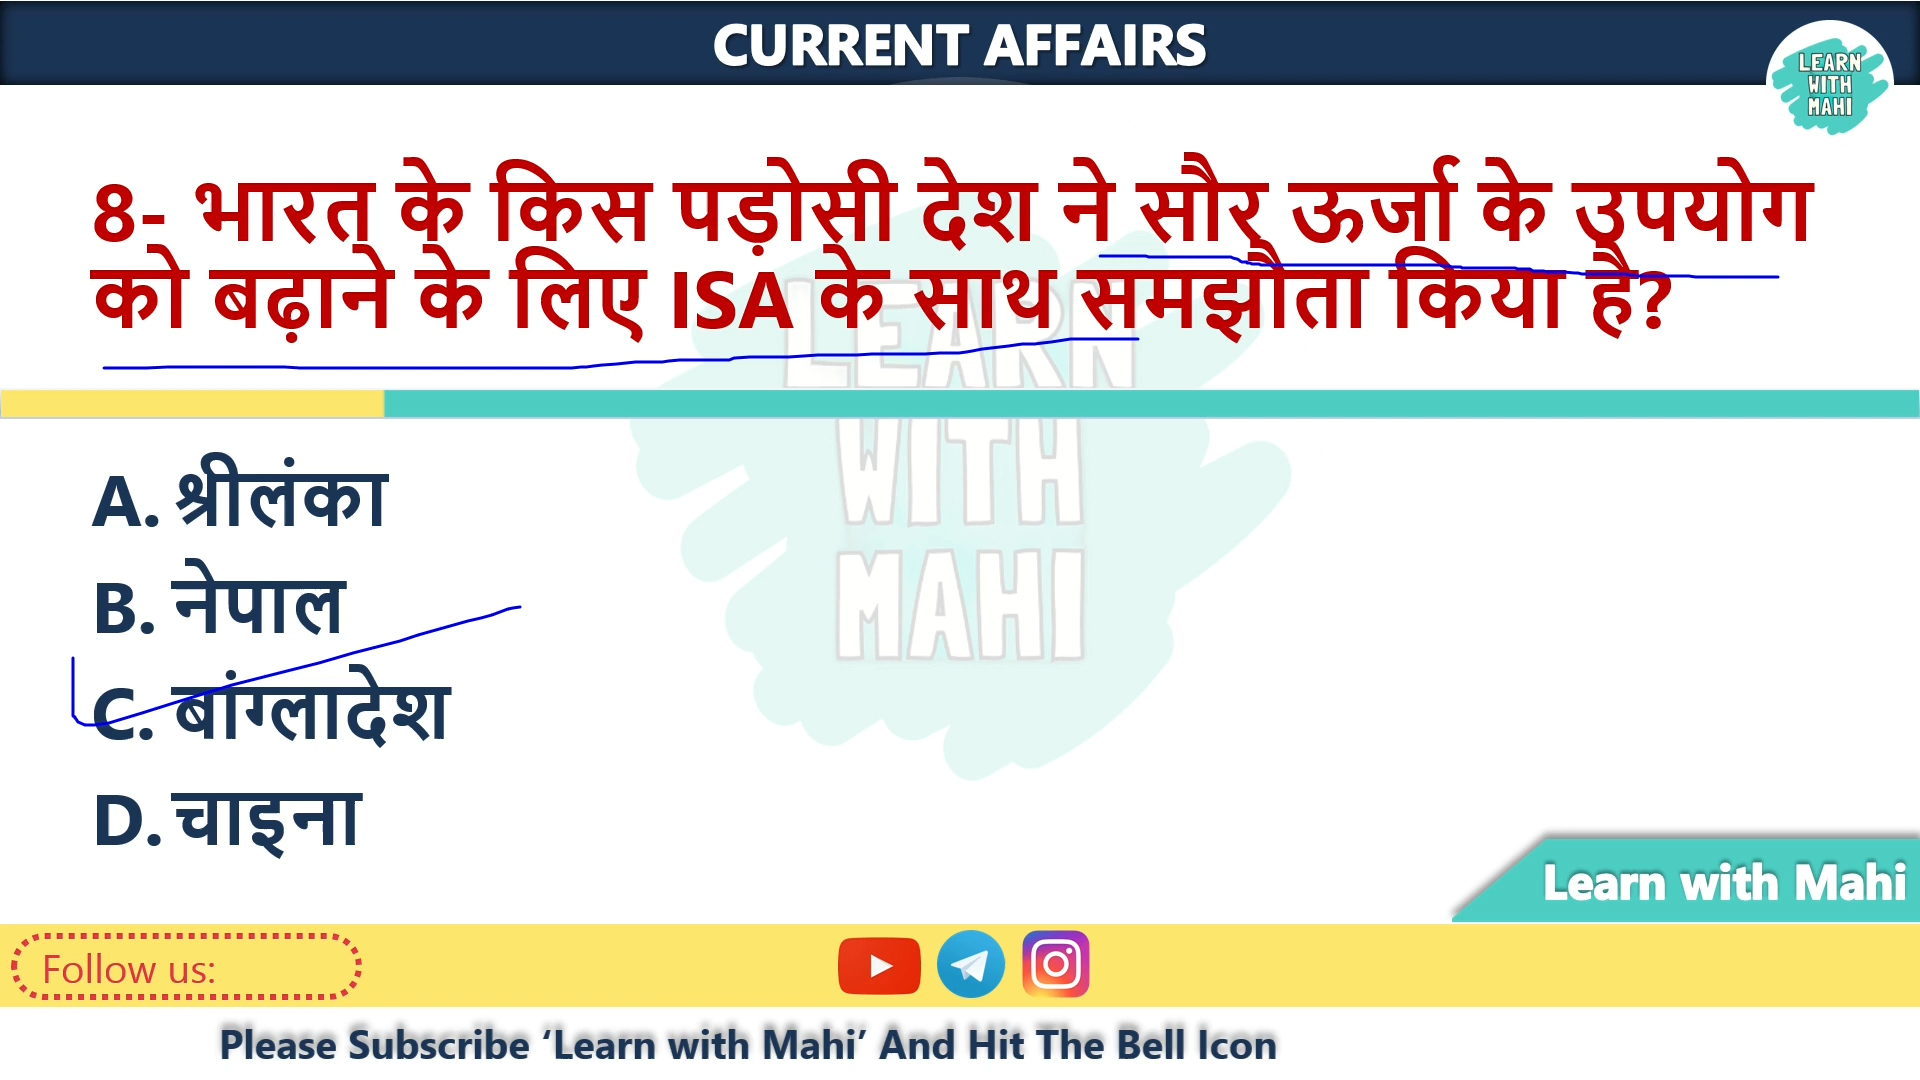 CURRENT AFFAIRS
LEARN
WITH
MAHI
8- भारत के किस पड़ोसी देश ने सौर ऊर्जा के उपयोग
को बढ़ाने के लिए ISA के साथ समझौता किया है?
LEARN
WITH
MAHI
A. श्रीलंका
B. नेपाल
C. बांग्लादेश
D. चाइना
Learn with Mahi
Follow us:
Please Subscribe ‘Learn with Mahi’ And Hit The Bell Icon